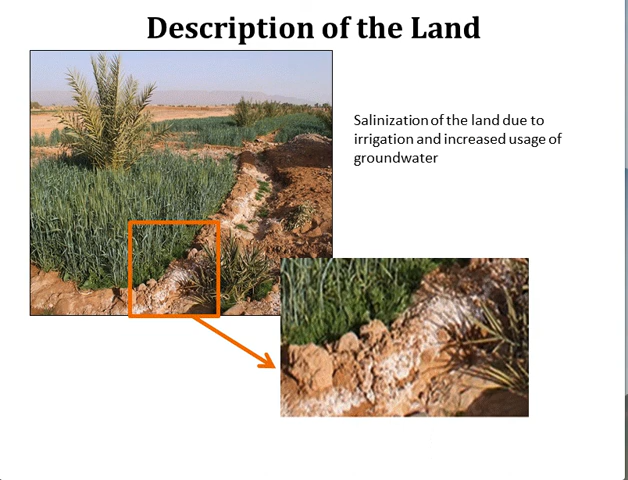 Description of the Land
Salinization of the land due to
irrigation and increased usage of
groundwater